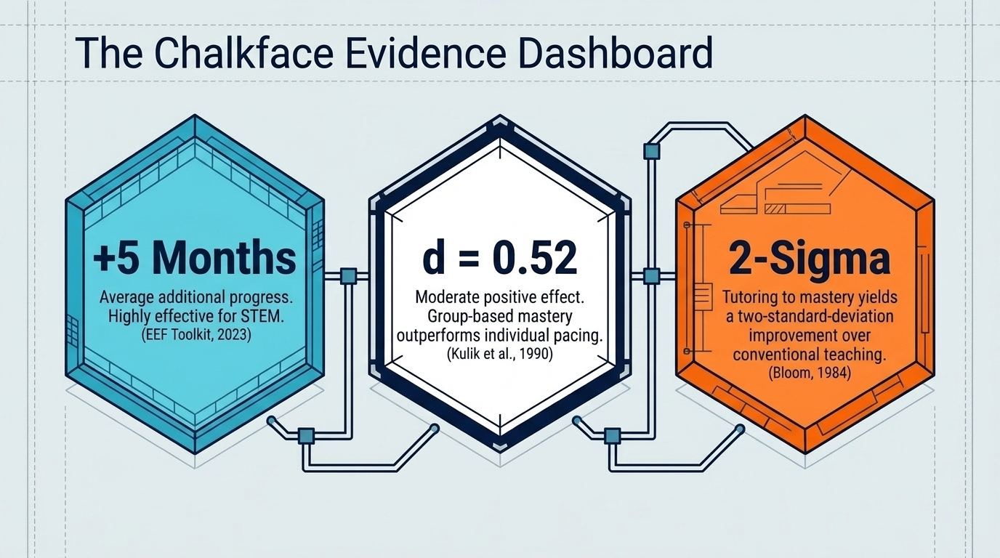 The Chalkface Evidence Dashboard
+5 Months
Average additional progress.
Highly effective for STEM.
(EEF Toolkit, 2023)
d = 0.52
Moderate positive effect.
Group-based mastery
outperforms individual pacing.
(Kulik et al., 1990)
2-Sigma
Tutoring to mastery yields
a two-standard-deviation
improvement over
conventional teaching.
(Bloom, 1984)